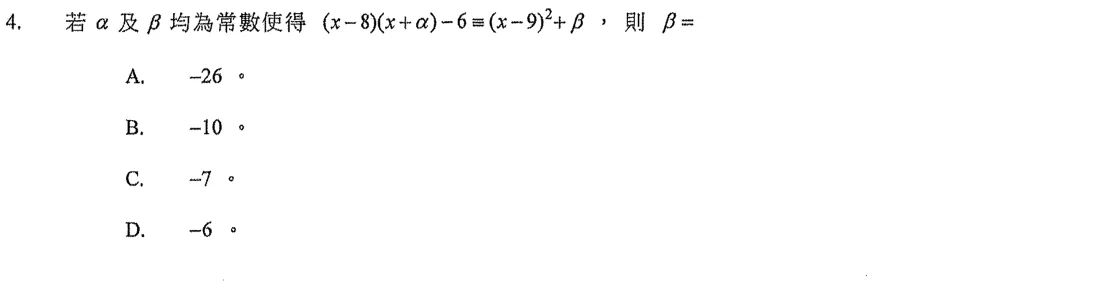 4. 若 α 及 β 均為常數使得 (x−8)(x+α)−6≡(x−9)²+β ， 則 β=
A. −26 。
B. −10 。
C. −7 。
D. −6 。